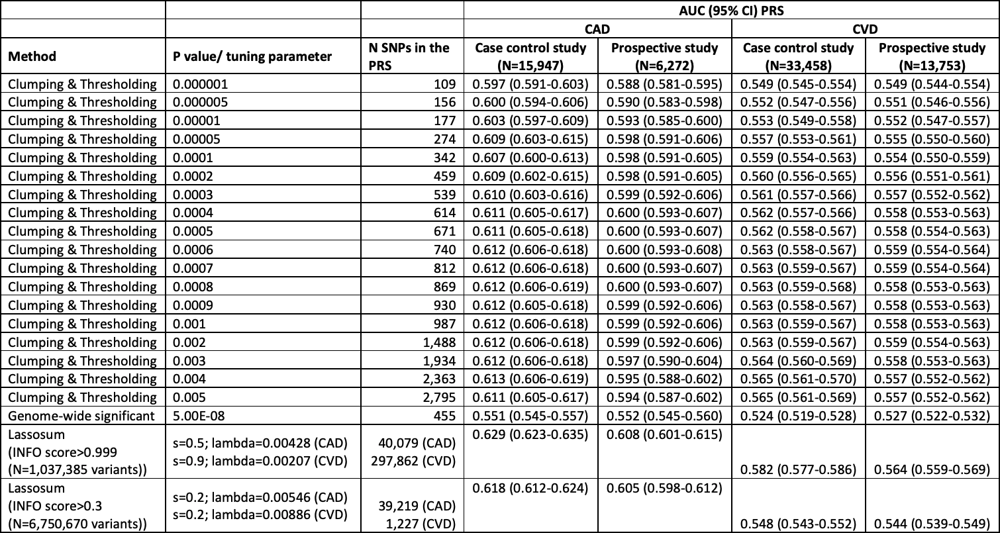 AUC (95% CI) PRS
CAD CVD
Method P value/ tuning parameter N SNPs in the PRS Case control study (N=15,947) Prospective study (N=6,272) Case control study (N=33,458) Prospective study (N=13,753)
Clumping & Thresholding 0.000001 109 0.597 (0.591-0.603) 0.588 (0.581-0.595) 0.549 (0.545-0.554) 0.549 (0.544-0.554)
Clumping & Thresholding 0.000005 156 0.600 (0.594-0.606) 0.590 (0.583-0.598) 0.552 (0.547-0.556) 0.551 (0.546-0.556)
Clumping & Thresholding 0.00001 177 0.603 (0.597-0.609) 0.593 (0.585-0.600) 0.553 (0.549-0.558) 0.552 (0.547-0.557)
Clumping & Thresholding 0.00005 274 0.609 (0.603-0.615) 0.598 (0.591-0.606) 0.557 (0.553-0.561) 0.555 (0.550-0.560)
Clumping & Thresholding 0.0001 342 0.607 (0.600-0.613) 0.598 (0.591-0.605) 0.559 (0.554-0.563) 0.554 (0.550-0.559)
Clumping & Thresholding 0.0002 459 0.609 (0.602-0.615) 0.598 (0.591-0.605) 0.560 (0.556-0.565) 0.556 (0.551-0.561)
Clumping & Thresholding 0.0003 539 0.610 (0.603-0.616) 0.599 (0.592-0.606) 0.561 (0.557-0.566) 0.557 (0.552-0.562)
Clumping & Thresholding 0.0004 614 0.611 (0.605-0.617) 0.600 (0.593-0.607) 0.562 (0.557-0.566) 0.558 (0.553-0.563)
Clumping & Thresholding 0.0005 671 0.611 (0.605-0.618) 0.600 (0.593-0.607) 0.562 (0.558-0.567) 0.558 (0.554-0.563)
Clumping & Thresholding 0.0006 740 0.612 (0.606-0.618) 0.600 (0.593-0.608) 0.563 (0.558-0.567) 0.559 (0.554-0.564)
Clumping & Thresholding 0.0007 812 0.612 (0.606-0.618) 0.600 (0.593-0.607) 0.563 (0.559-0.567) 0.559 (0.554-0.564)
Clumping & Thresholding 0.0008 869 0.612 (0.606-0.619) 0.600 (0.593-0.607) 0.563 (0.559-0.568) 0.558 (0.553-0.563)
Clumping & Thresholding 0.0009 930 0.612 (0.605-0.618) 0.599 (0.592-0.606) 0.563 (0.558-0.567) 0.558 (0.553-0.563)
Clumping & Thresholding 0.001 987 0.612 (0.606-0.618) 0.599 (0.592-0.606) 0.563 (0.559-0.567) 0.558 (0.553-0.563)
Clumping & Thresholding 0.002 1,488 0.612 (0.606-0.618) 0.599 (0.592-0.606) 0.563 (0.559-0.567) 0.559 (0.554-0.563)
Clumping & Thresholding 0.003 1,934 0.612 (0.606-0.618) 0.597 (0.590-0.604) 0.564 (0.560-0.569) 0.558 (0.553-0.563)
Clumping & Thresholding 0.004 2,363 0.613 (0.606-0.619) 0.595 (0.588-0.602) 0.565 (0.561-0.570) 0.557 (0.552-0.562)
Clumping & Thresholding 0.005 2,795 0.611 (0.605-0.617) 0.594 (0.587-0.602) 0.565 (0.561-0.569) 0.557 (0.552-0.562)
Genome-wide significant 5.00E-08 455 0.551 (0.545-0.557) 0.552 (0.545-0.560) 0.524 (0.519-0.528) 0.527 (0.522-0.532)
Lassosum 0.629 (0.623-0.635) 0.608 (0.601-0.615)
(INFO score>0.999 s=0.5; lambda=0.00428 (CAD) 40,079 (CAD)
s=0.9; lambda=0.00207 (CVD) 297,862 (CVD)
(N=1,037,385 variants)) 0.582 (0.577-0.586) 0.564 (0.559-0.569)
Lassosum 0.618 (0.612-0.624) 0.605 (0.598-0.612)
(INFO score>0.3 s=0.2; lambda=0.00546 (CAD) 39,219 (CAD)
s=0.2; lambda=0.00886 (CVD)
(N=6,750,670 variants)) 1,227 (CVD) 0.548 (0.543-0.552) 0.544 (0.539-0.549)